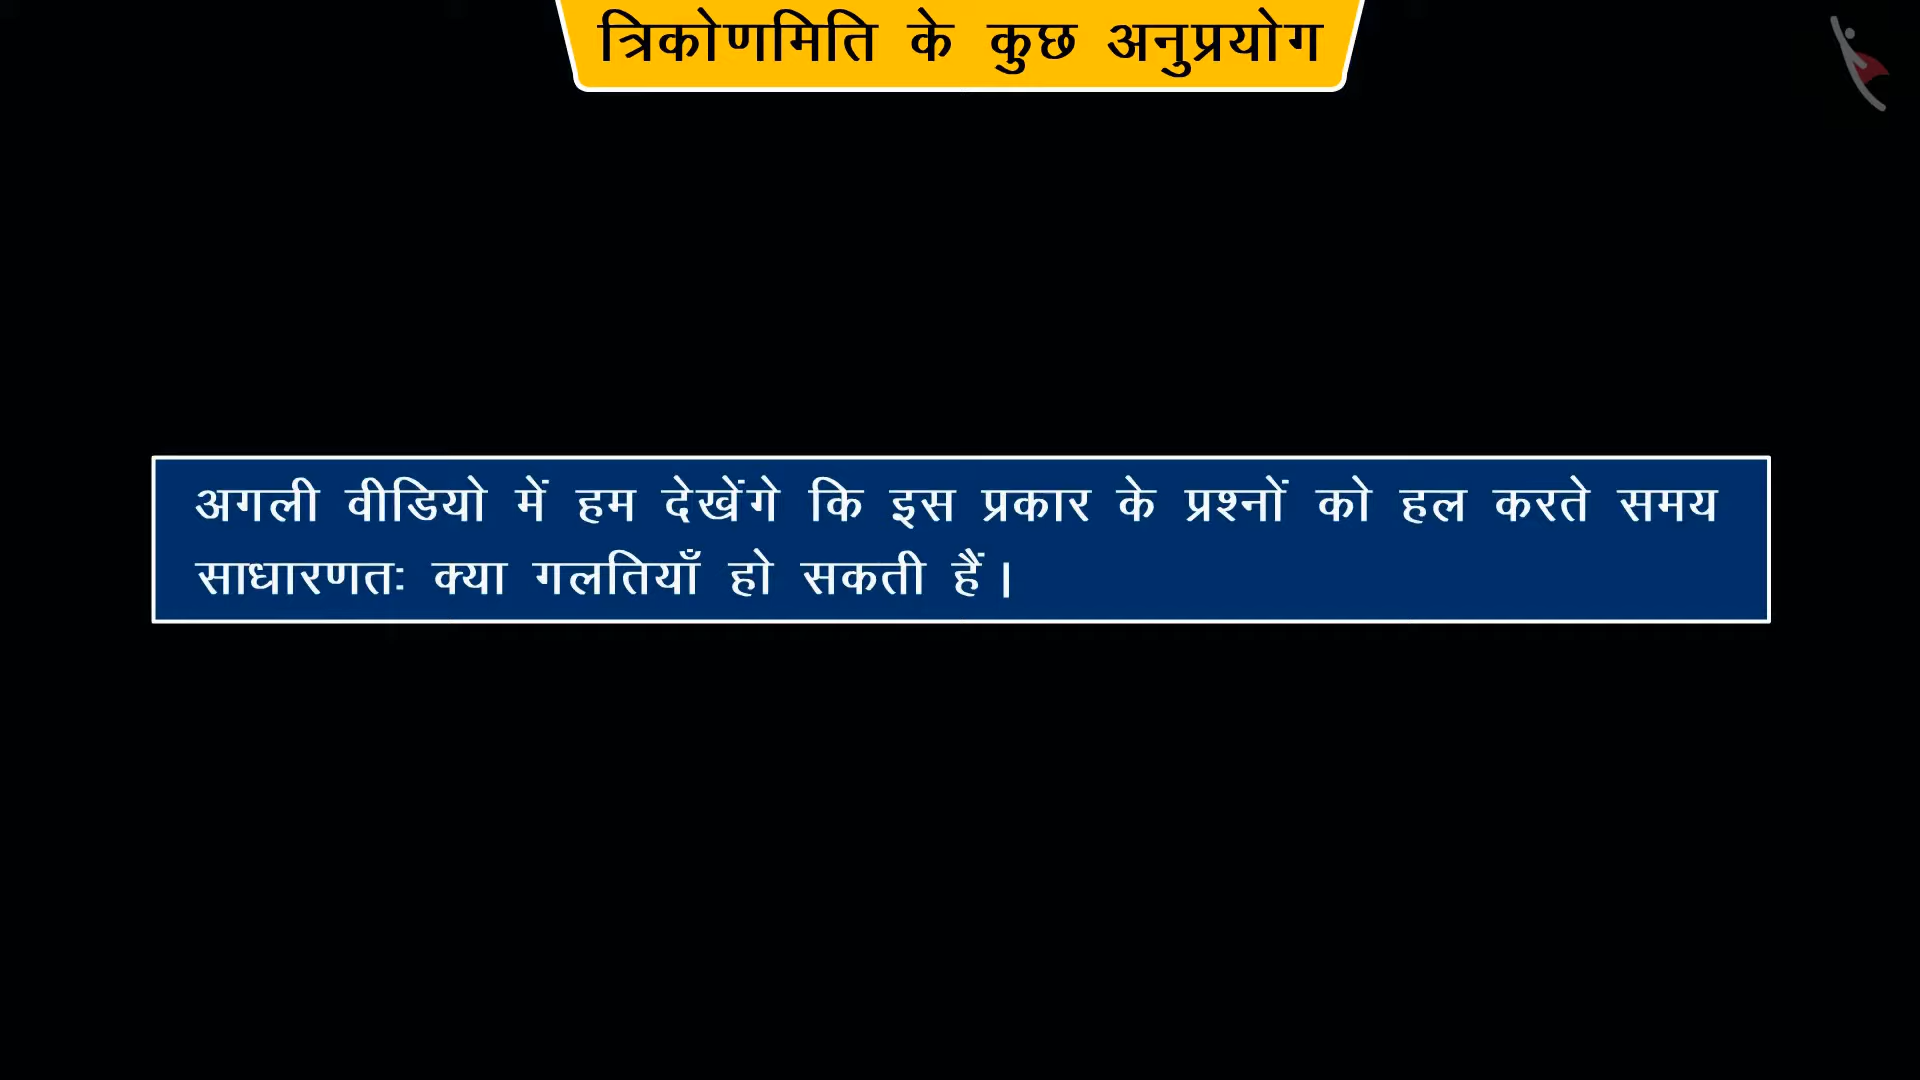 त्रिकोणमिति के कुछ अनुप्रयोग
अगली वीडियो में हम देखेंगे कि इस प्रकार के प्रश्नों को हल करते समय
साधारणतः क्या गलतियाँ हो सकती हैं।